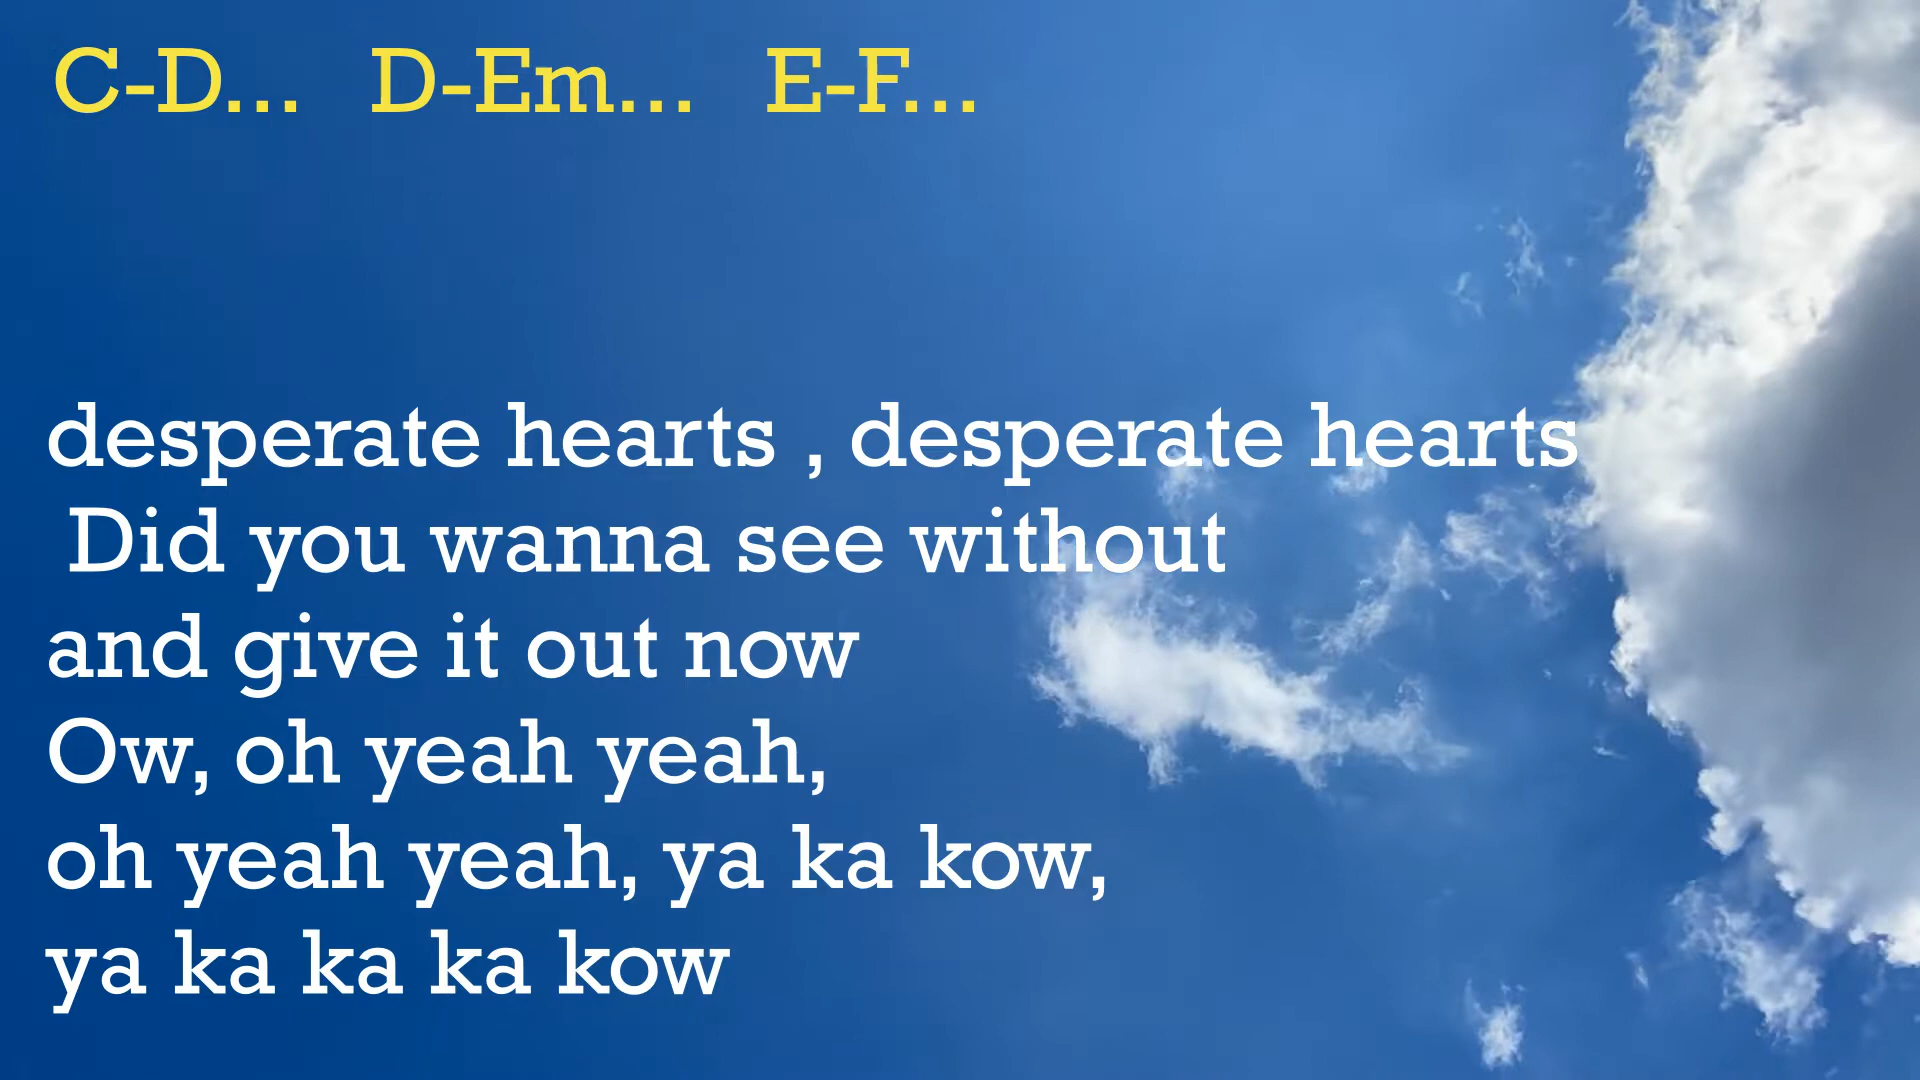 C-D... D-Em... E-F...
desperate hearts , desperate hearts
Did you wanna see without
and give it out now
Ow, oh yeah yeah,
oh yeah yeah, ya ka kow,
ya ka ka ka kow